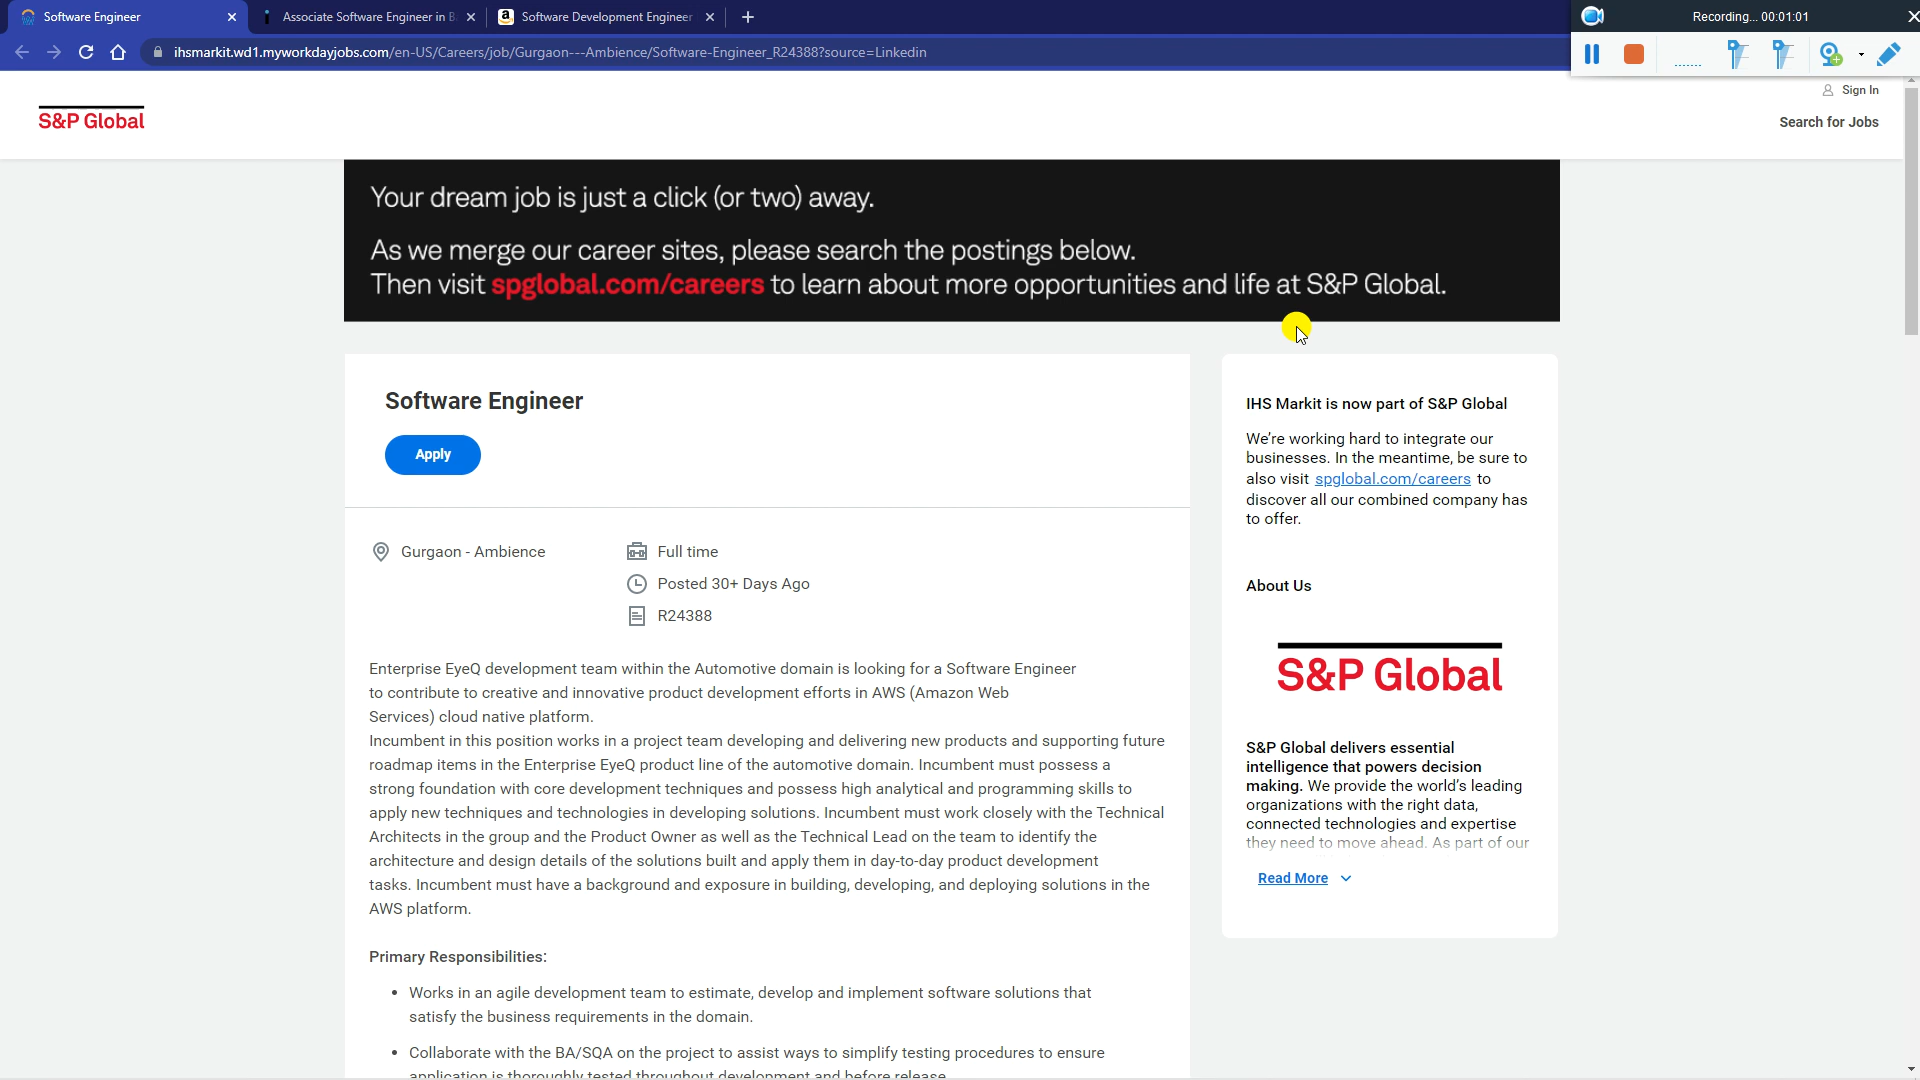 Software Engineer
Associate Software Engineer in B
Software Development Engineer
Recording... 00:01:01
ihsmarkit.wd1.myworkdayjobs.com/en-US/Careers/job/Gurgaon---Ambience/Software-Engineer_R24388?source=Linkedin
Sign In
S&P Global
Search for Jobs
Your dream job is just a click (or two) away.
As we merge our career sites, please search the postings below.
Then visit spglobal.com/careers to learn about more opportunities and life at S&P Global.
Software Engineer
Apply
Gurgaon - Ambience
Full time
Posted 30+ Days Ago
R24388
Enterprise EyeQ development team within the Automotive domain is looking for a Software Engineer
to contribute to creative and innovative product development efforts in AWS (Amazon Web
Services) cloud native platform.
Incumbent in this position works in a project team developing and delivering new products and supporting future
roadmap items in the Enterprise EyeQ product line of the automotive domain. Incumbent must possess a
strong foundation with core development techniques and possess high analytical and programming skills to
apply new techniques and technologies in developing solutions. Incumbent must work closely with the Technical
Architects in the group and the Product Owner as well as the Technical Lead on the team to identify the
architecture and design details of the solutions built and apply them in day-to-day product development
tasks. Incumbent must have a background and exposure in building, developing, and deploying solutions in the
AWS platform.
Primary Responsibilities:
• Works in an agile development team to estimate, develop and implement software solutions that
satisfy the business requirements in the domain.
• Collaborate with the BA/SQA on the project to assist ways to simplify testing procedures to ensure
application is thoroughly tested throughout development and before release.
IHS Markit is now part of S&P Global
We're working hard to integrate our
businesses. In the meantime, be sure to
also visit spglobal.com/careers to
discover all our combined company has
to offer.
About Us
S&P Global
S&P Global delivers essential
intelligence that powers decision
making. We provide the world's leading
organizations with the right data,
connected technologies and expertise
they need to move ahead. As part of our
Read More